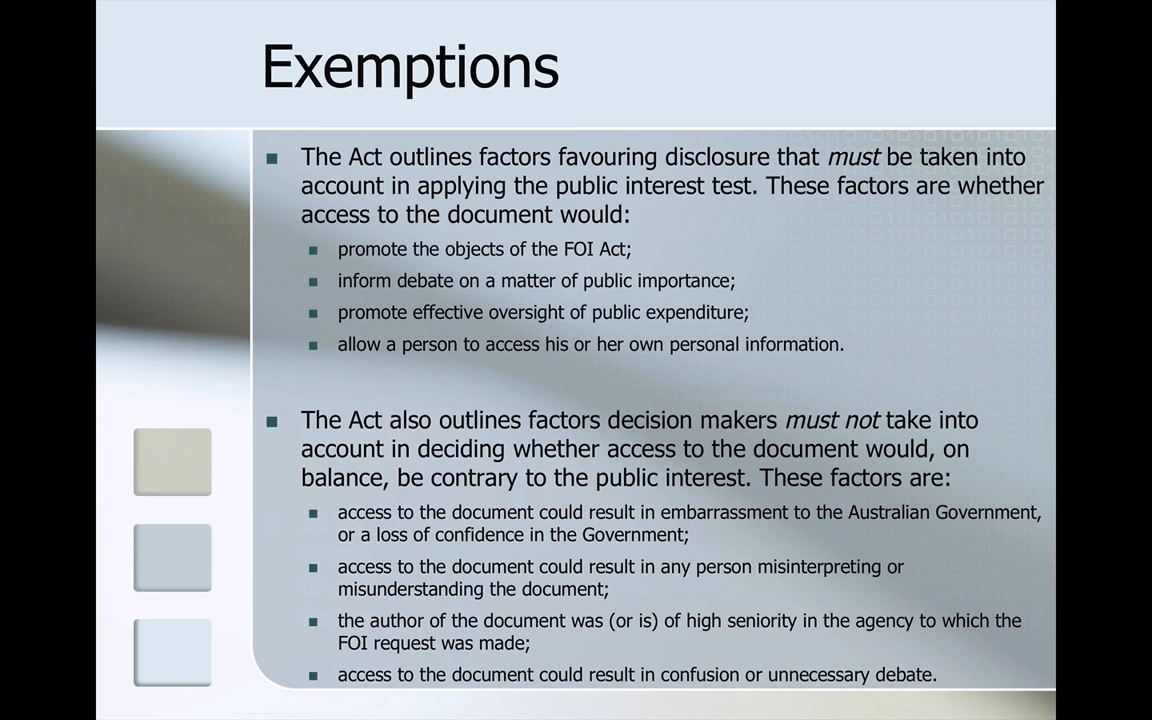 Exemptions
The Act outlines factors favouring disclosure that must be taken into
account in applying the public interest test. These factors are whether
access to the document would:
promote the objects of the FOI Act;
inform debate on a matter of public importance;
promote effective oversight of public expenditure;
allow a person to access his or her own personal information.
The Act also outlines factors decision makers must not take into
account in deciding whether access to the document would, on
balance, be contrary to the public interest. These factors are:
access to the document could result in embarrassment to the Australian Government,
or a loss of confidence in the Government;
access to the document could result in any person misinterpreting or
misunderstanding the document;
the author of the document was (or is) of high seniority in the agency to which the
FOI request was made;
access to the document could result in confusion or unnecessary debate.